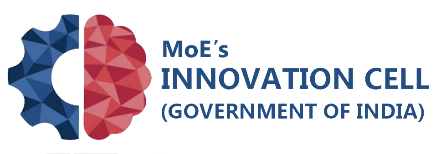 MoE's
INNOVATION CELL
(GOVERNMENT OF INDIA)